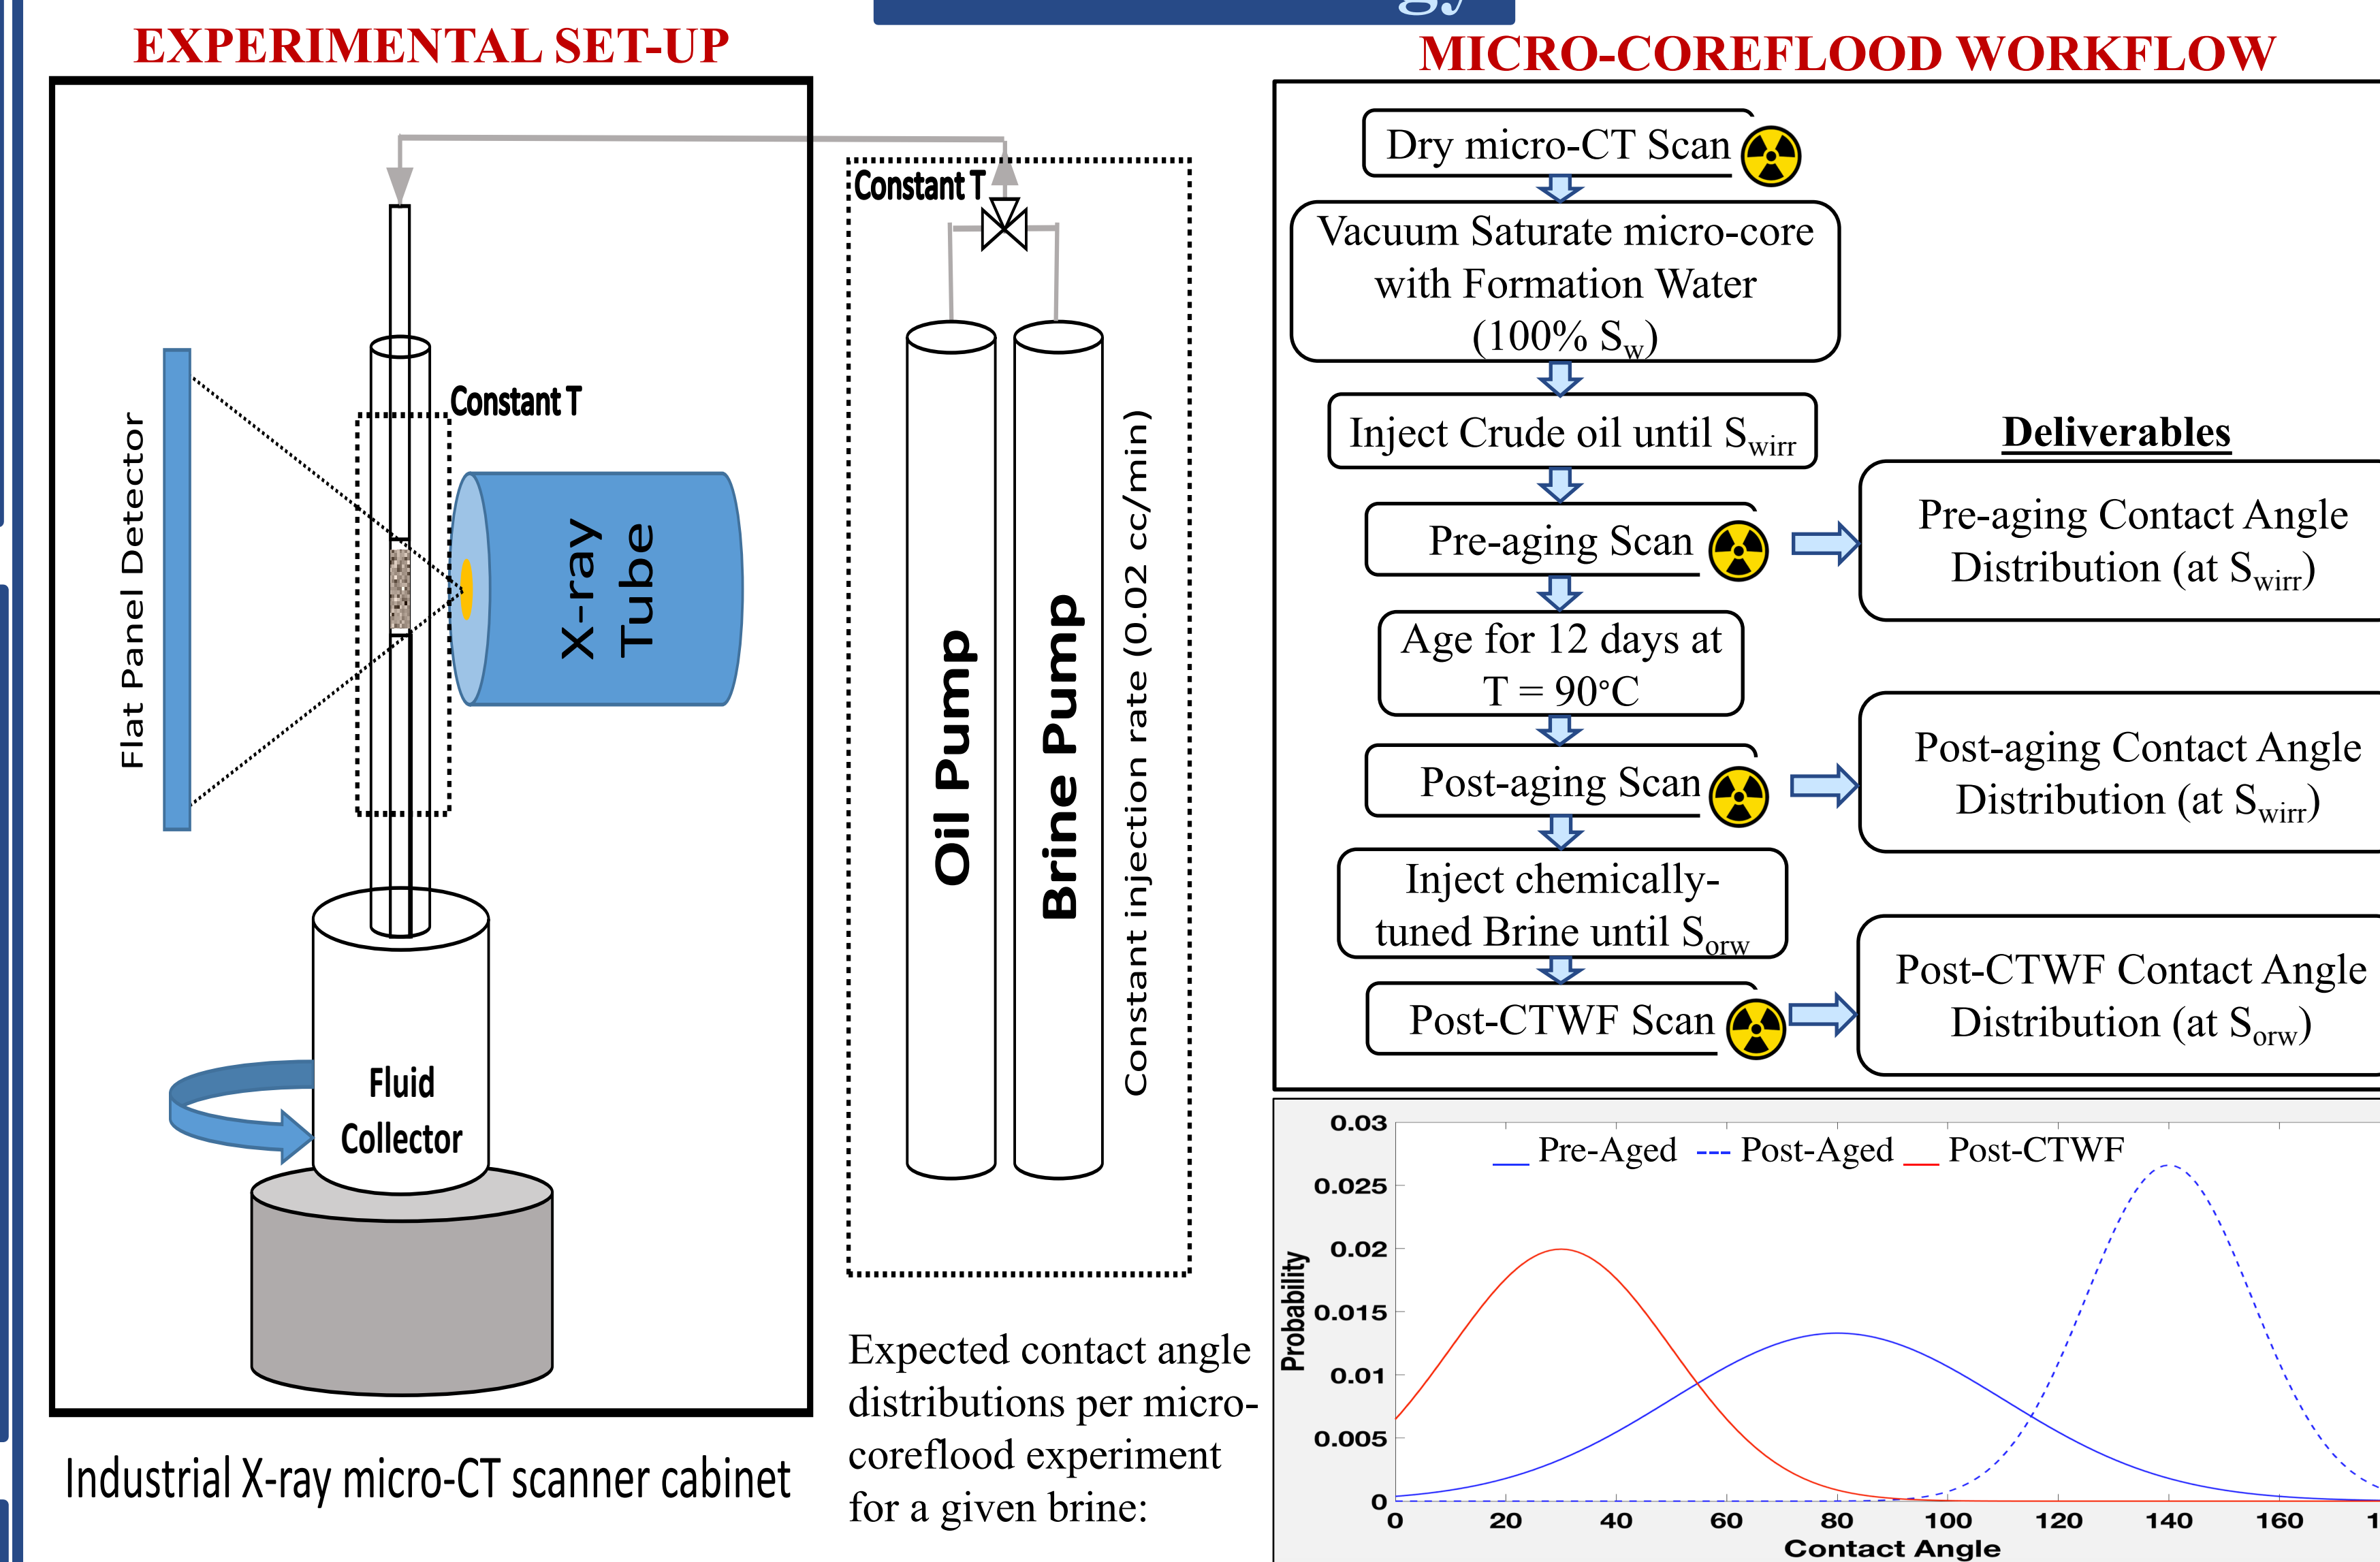 EXPERIMENTAL SET-UP
Constant T
Flat Panel Detector
X-ray
Tube
Fluid
Collector
Industrial X-ray micro-CT scanner cabinet
Constant T
Oil Pump
Brine Pump
Constant injection rate (0.02 cc/min)
Expected contact angle
distributions per micro-
coreflood experiment
for a given brine:
MICRO-COREFLOOD WORKFLOW
Dry micro-CT Scan
Vacuum Saturate micro-core
with Formation Water
(100% Sw)
Inject Crude oil until Swirr
Pre-aging Scan
Age for 12 days at
T = 90°C
Post-aging Scan
Inject chemically-
tuned Brine until Sorw
Post-CTWF Scan
Deliverables
Pre-aging Contact Angle
Distribution (at Swirr)
Post-aging Contact Angle
Distribution (at Swirr)
Post-CTWF Contact Angle
Distribution (at Sorw)
Pre-Aged Post-Aged Post-CTWF
Probability
0.03
0.025
0.02
0.015
0.01
0.005
0
0 20 40 60 80 100 120 140 160
Contact Angle